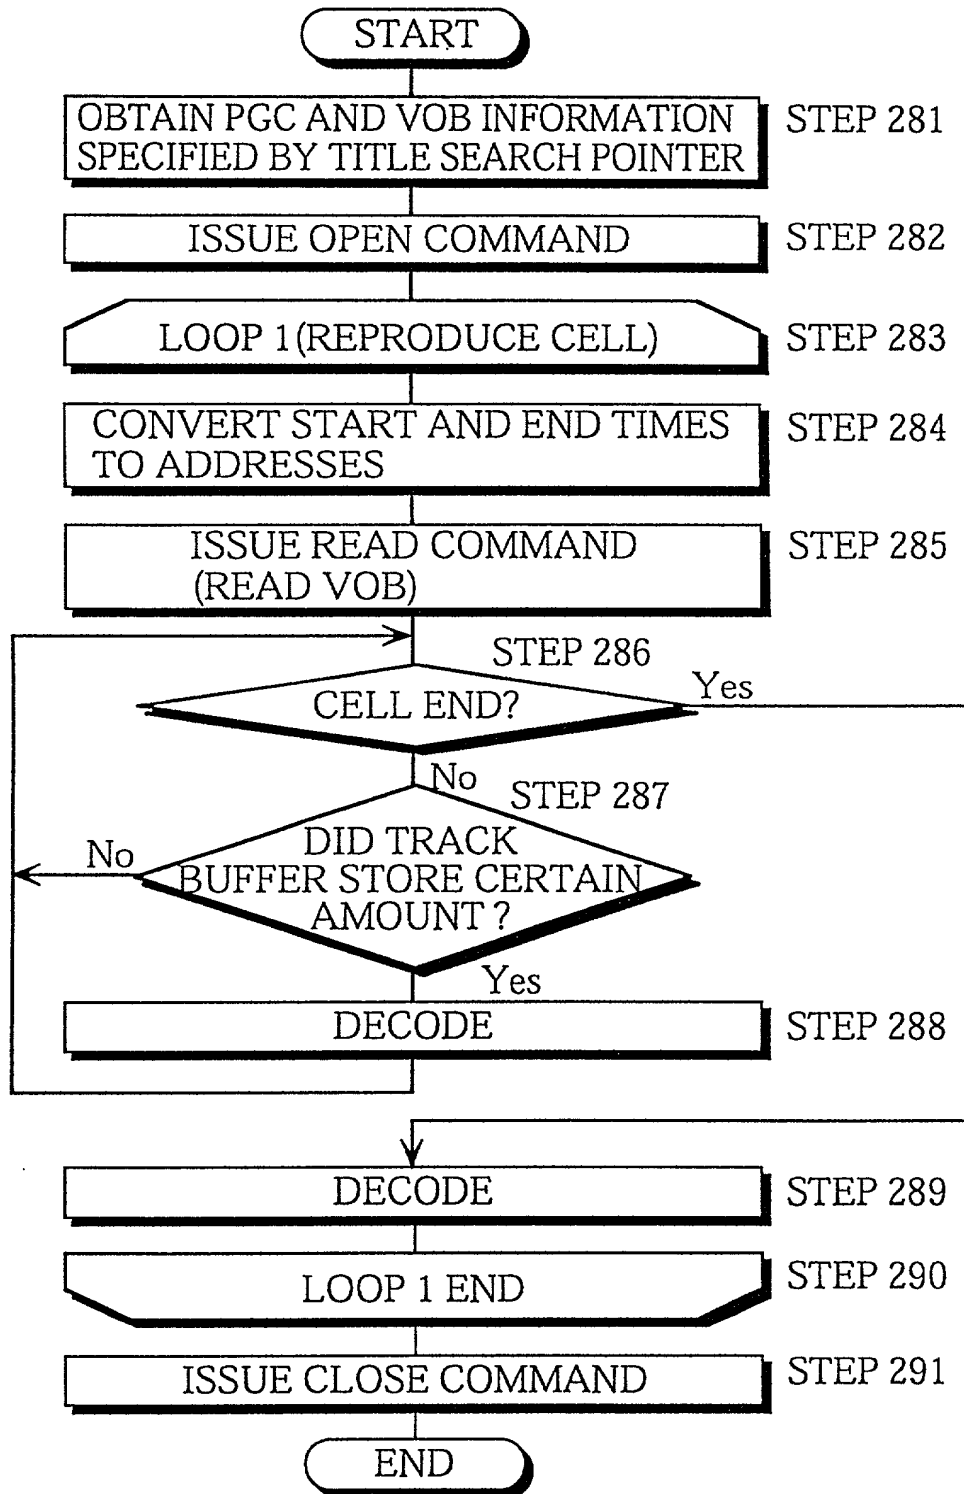 START
OBTAIN PGC AND VOB INFORMATION
SPECIFIED BY TITLE SEARCH POINTER
STEP 281
ISSUE OPEN COMMAND
STEP 282
LOOP 1(REPRODUCE CELL)
STEP 283
CONVERT START AND END TIMES
TO ADDRESSES
STEP 284
ISSUE READ COMMAND
(READ VOB)
STEP 285
STEP 286
CELL END?
Yes
No
STEP 287
DID TRACK
BUFFER STORE CERTAIN
AMOUNT ?
No
Yes
DECODE
STEP 288
DECODE
STEP 289
LOOP 1 END
STEP 290
ISSUE CLOSE COMMAND
STEP 291
END